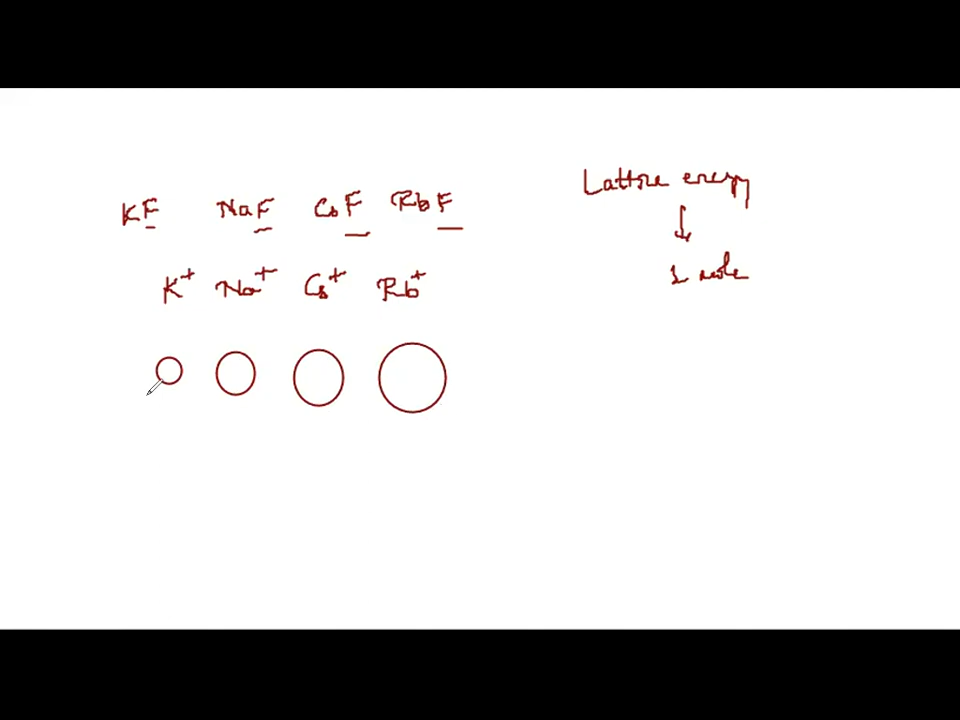 KF NaF CsF RbF
K+ Na+ Cs+ Rb+
Lattice energy
↓
1 mole